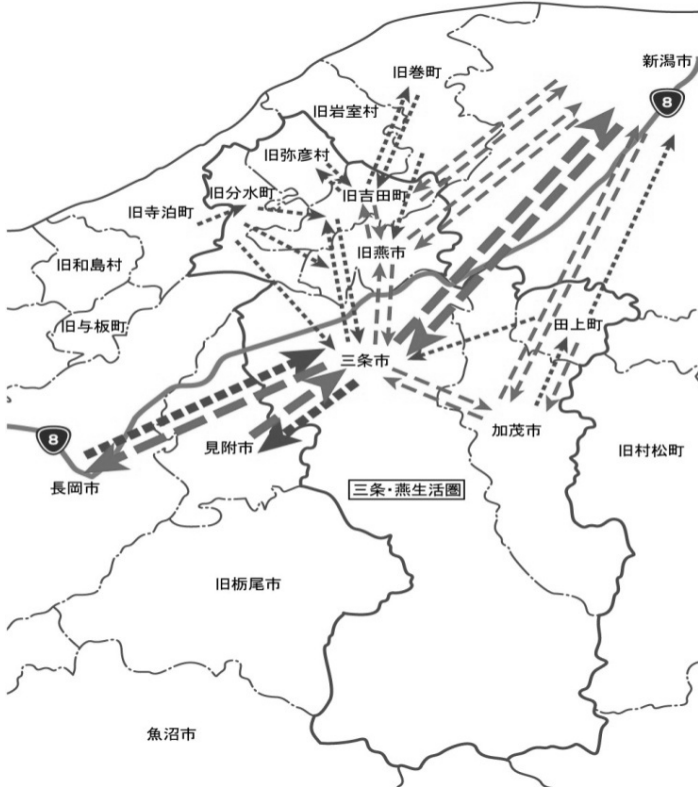 新潟市
8
旧巻町
旧岩室村
旧弥彦村
旧分水町
旧吉田町
旧寺泊町
旧燕市
旧和島村
旧与板町
田上町
三条市
加茂市
8
見附市
旧村松町
長岡市
三条・燕生活圏
旧栃尾市
魚沼市